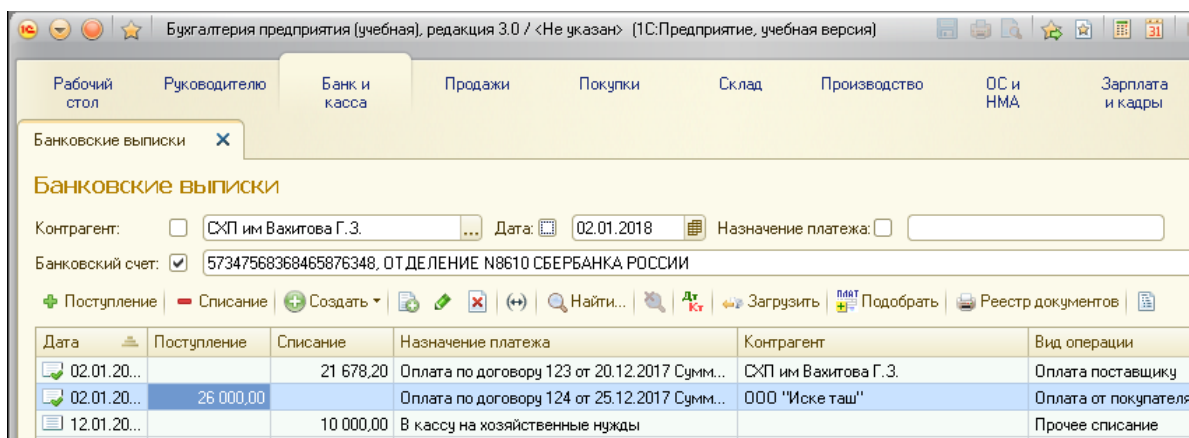 1С Бухгалтерия предприятия (учебная), редакция 3.0 / <Не указан> (1С:Предприятие, учебная версия) 31
Рабочий стол Руководителю Банк и касса Продажи Покупки Склад Производство ОС и НМА Зарплата и кадры
Банковские выписки
Банковские выписки
Контрагент: СХП им Вахитова Г.З. ... Дата: 02.01.2018 Назначение платежа:
Банковский счет: 57347568368465876348, ОТДЕЛЕНИЕ N8610 СБЕРБАНКА РОССИИ
Поступление Списание Создать Найти... Дт Кт Загрузить ПЛАТ Подобрать Реестр документов
Дата Поступление Списание Назначение платежа Контрагент Вид операции
02.01.20... 21 678,20 Оплата по договору 123 от 20.12.2017 Сумм... СХП им Вахитова Г.З. Оплата поставщику
02.01.20... 26 000,00 Оплата по договору 124 от 25.12.2017 Сумм... ООО "Иске таш" Оплата от покупателя
12.01.20... 10 000,00 В кассу на хозяйственные нужды Прочее списание